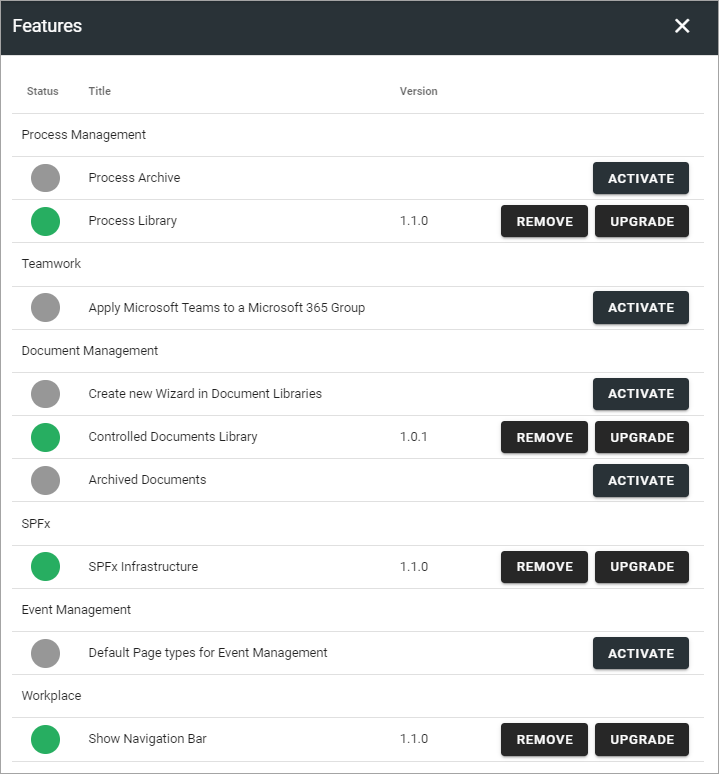 Features
Status Title Version
Process Management
Process Archive ACTIVATE
Process Library 1.1.0 REMOVE UPGRADE
Teamwork
Apply Microsoft Teams to a Microsoft 365 Group ACTIVATE
Document Management
Create new Wizard in Document Libraries ACTIVATE
Controlled Documents Library 1.0.1 REMOVE UPGRADE
Archived Documents ACTIVATE
SPFx
SPFx Infrastructure 1.1.0 REMOVE UPGRADE
Event Management
Default Page types for Event Management ACTIVATE
Workplace
Show Navigation Bar 1.1.0 REMOVE UPGRADE